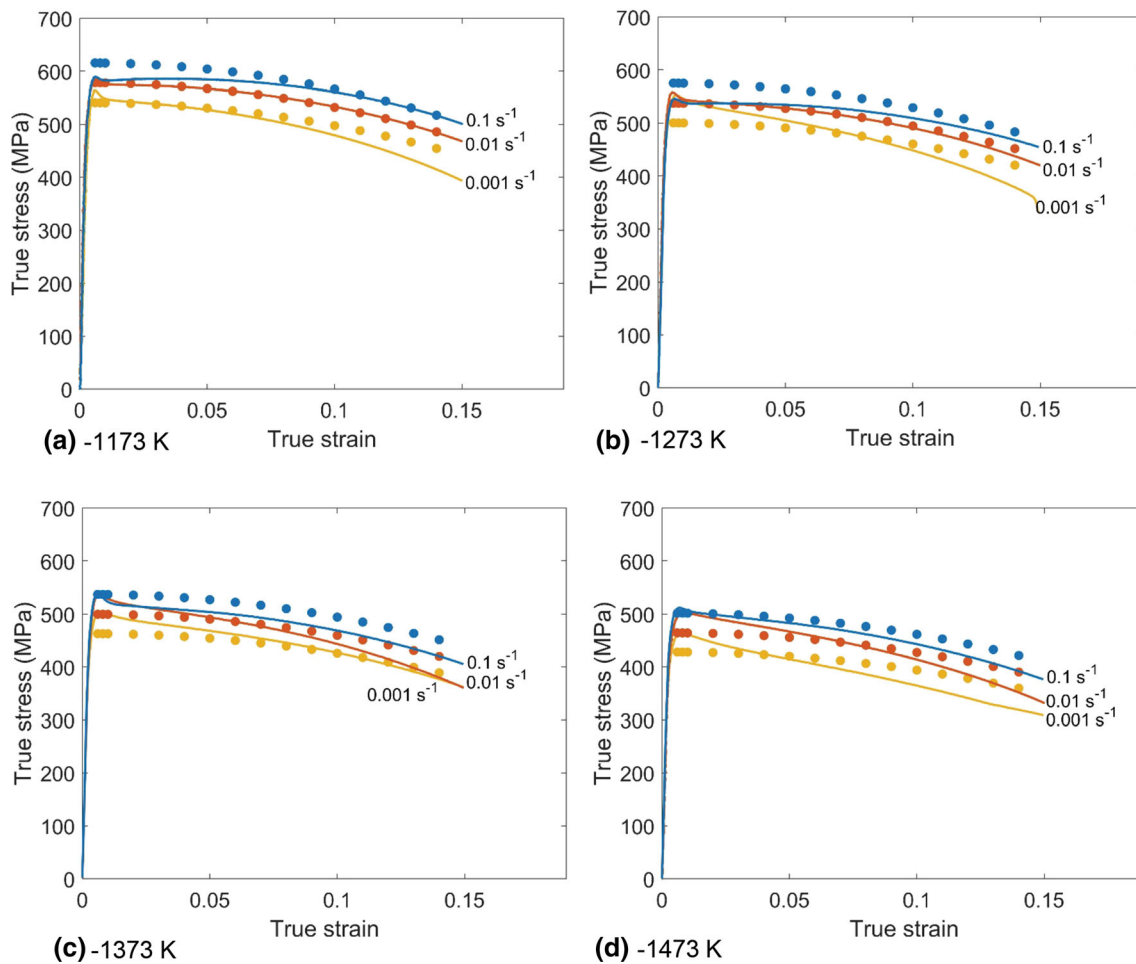 700
600
500
400
300
200
100
0
True stress (MPa)
0.1 s-1
0.01 s-1
0.001 s-1
0
0.05
0.1
0.15
True strain
(a) -1173 K
700
600
500
400
300
200
100
0
True stress (MPa)
0.1 s-1
0.01 s-1
0.001 s-1
0
0.05
0.1
0.15
True strain
(b) -1273 K
700
600
500
400
300
200
100
0
True stress (MPa)
0.1 s-1
0.01 s-1
0.001 s-1
0
0.05
0.1
0.15
True strain
(c) -1373 K
700
600
500
400
300
200
100
0
True stress (MPa)
0.1 s-1
0.01 s-1
0.001 s-1
0
0.05
0.1
0.15
True strain
(d) -1473 K